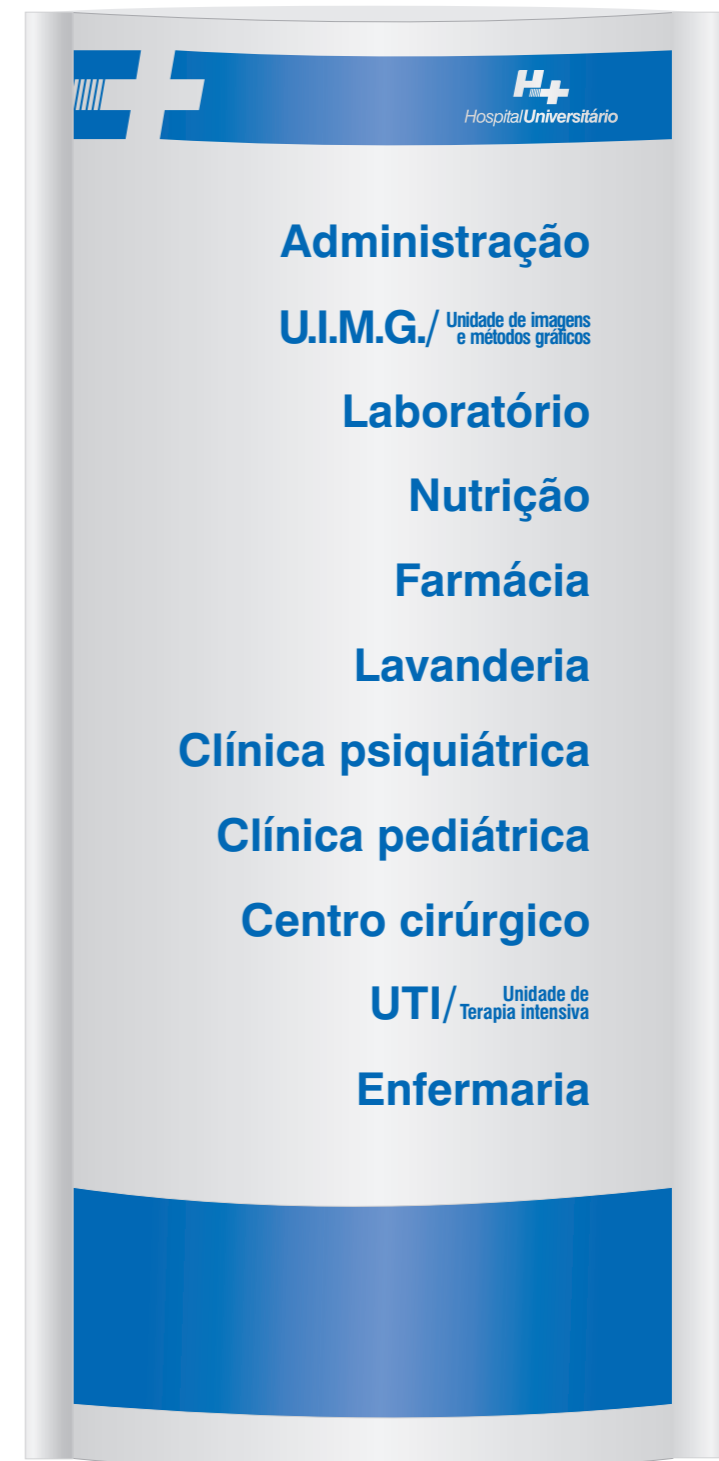 H+
HospitalUniversitário
Administração
U.I.M.G./ Unidade de imagens
e métodos gráficos
Laboratório
Nutrição
Farmácia
Lavanderia
Clínica psiquiátrica
Clínica pediátrica
Centro cirúrgico
UTI/ Unidade de
Terapia intensiva
Enfermaria